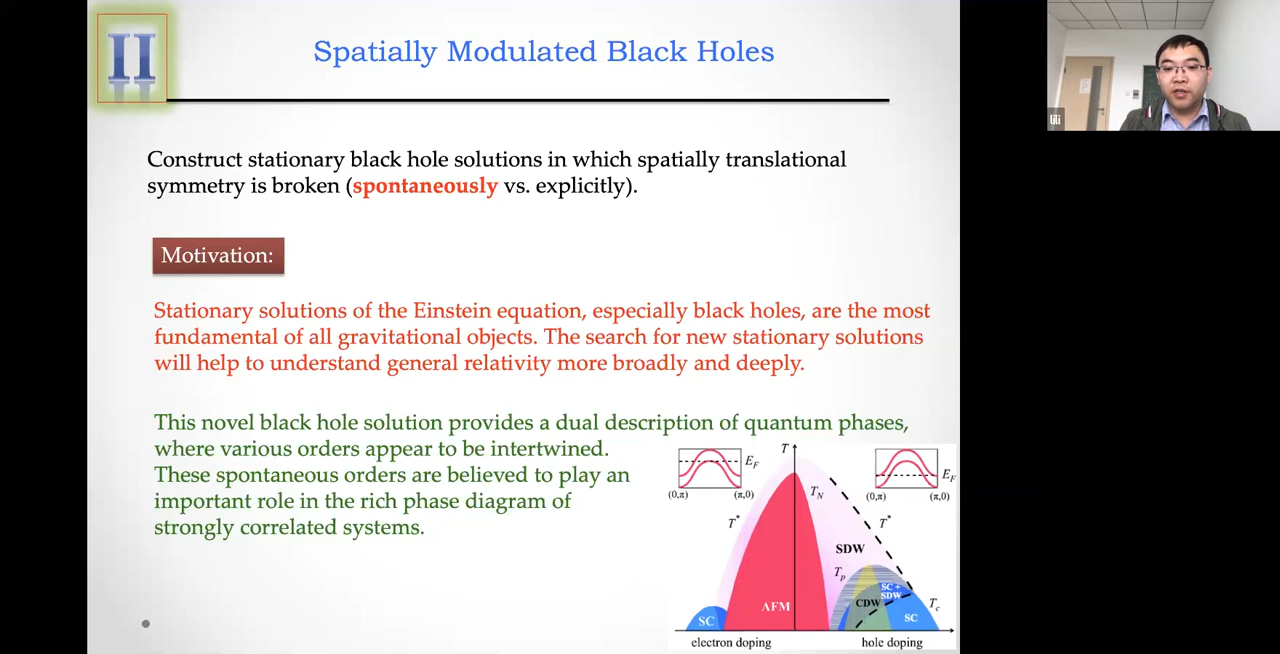 II
Spatially Modulated Black Holes
lili
Construct stationary black hole solutions in which spatially translational
symmetry is broken (spontaneously vs. explicitly).
Motivation:
Stationary solutions of the Einstein equation, especially black holes, are the most
fundamental of all gravitational objects. The search for new stationary solutions
will help to understand general relativity more broadly and deeply.
This novel black hole solution provides a dual description of quantum phases,
where various orders appear to be intertwined.
These spontaneous orders are believed to play an
important role in the rich phase diagram of
strongly correlated systems.
T
E_F
E_F
(0,π) (π,0)
(0,π) (π,0)
T_N
T*
T*
SDW
T_p
SC +
SDW
CDW
T_c
AFM
SC
SC
electron doping
hole doping